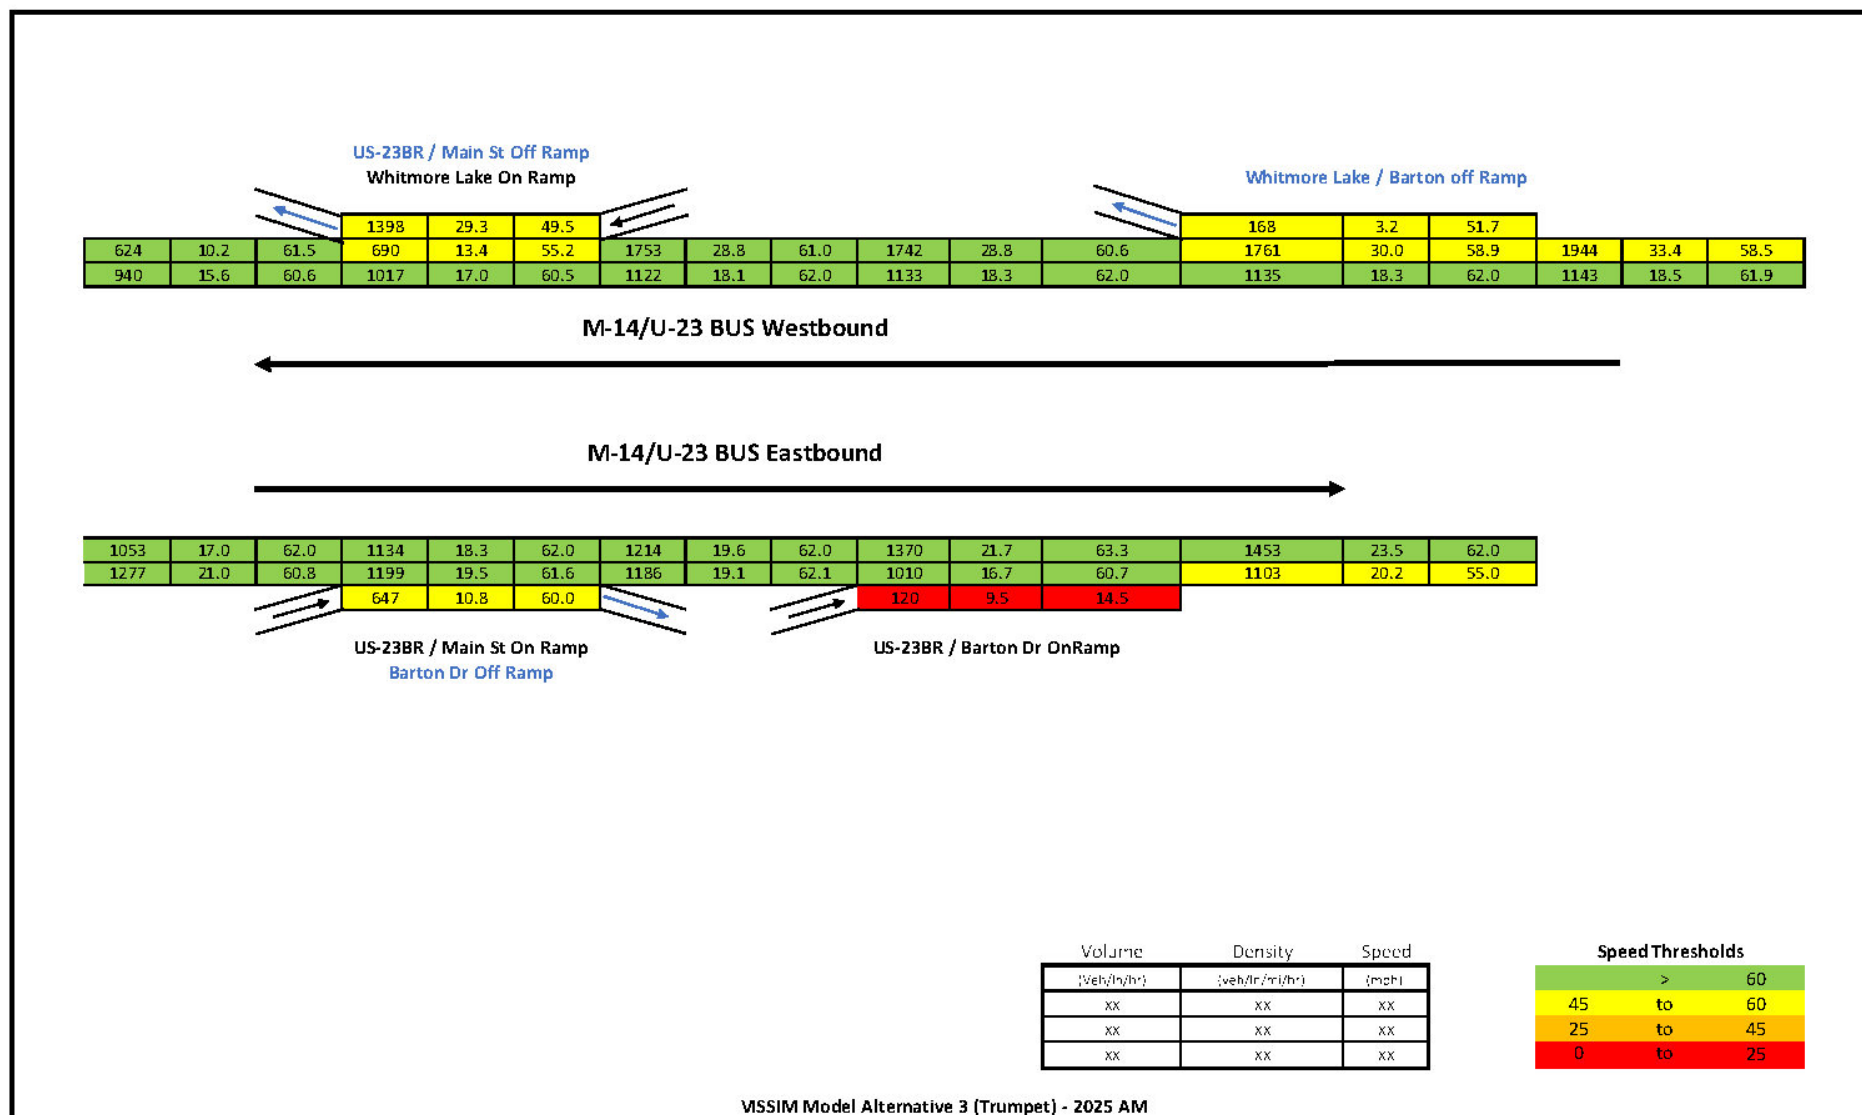 US-23BR / Main St Off Ramp
Whitmore Lake On Ramp
Whitmore Lake / Barton off Ramp
1398 29.3 49.5 168 3.2 51.7
624 10.2 61.5 690 13.4 55.2 1753 28.8 61.0 1742 28.8 60.6 1761 30.0 58.9 1944 33.4 58.5
940 15.6 60.6 1017 17.0 60.5 1122 18.1 62.0 1133 18.3 62.0 1135 18.3 62.0 1143 18.5 61.9
M-14/U-23 BUS Westbound
M-14/U-23 BUS Eastbound
1053 17.0 62.0 1134 18.3 62.0 1214 19.6 62.0 1370 21.7 63.3 1453 23.5 62.0
1277 21.0 60.8 1199 19.5 61.6 1186 19.1 62.1 1010 16.7 60.7 1103 20.2 55.0
647 10.8 60.0 120 9.5 14.5
US-23BR / Main St On Ramp
Barton Dr Off Ramp
US-23BR / Barton Dr OnRamp
Volume Density Speed
(Veh/ln/hr) (veh/ln/mi/hr) (mph)
xx xx xx
xx xx xx
xx xx xx
Speed Thresholds
> 60
45 to 60
25 to 45
0 to 25
VISSIM Model Alternative 3 (Trumpet) - 2025 AM